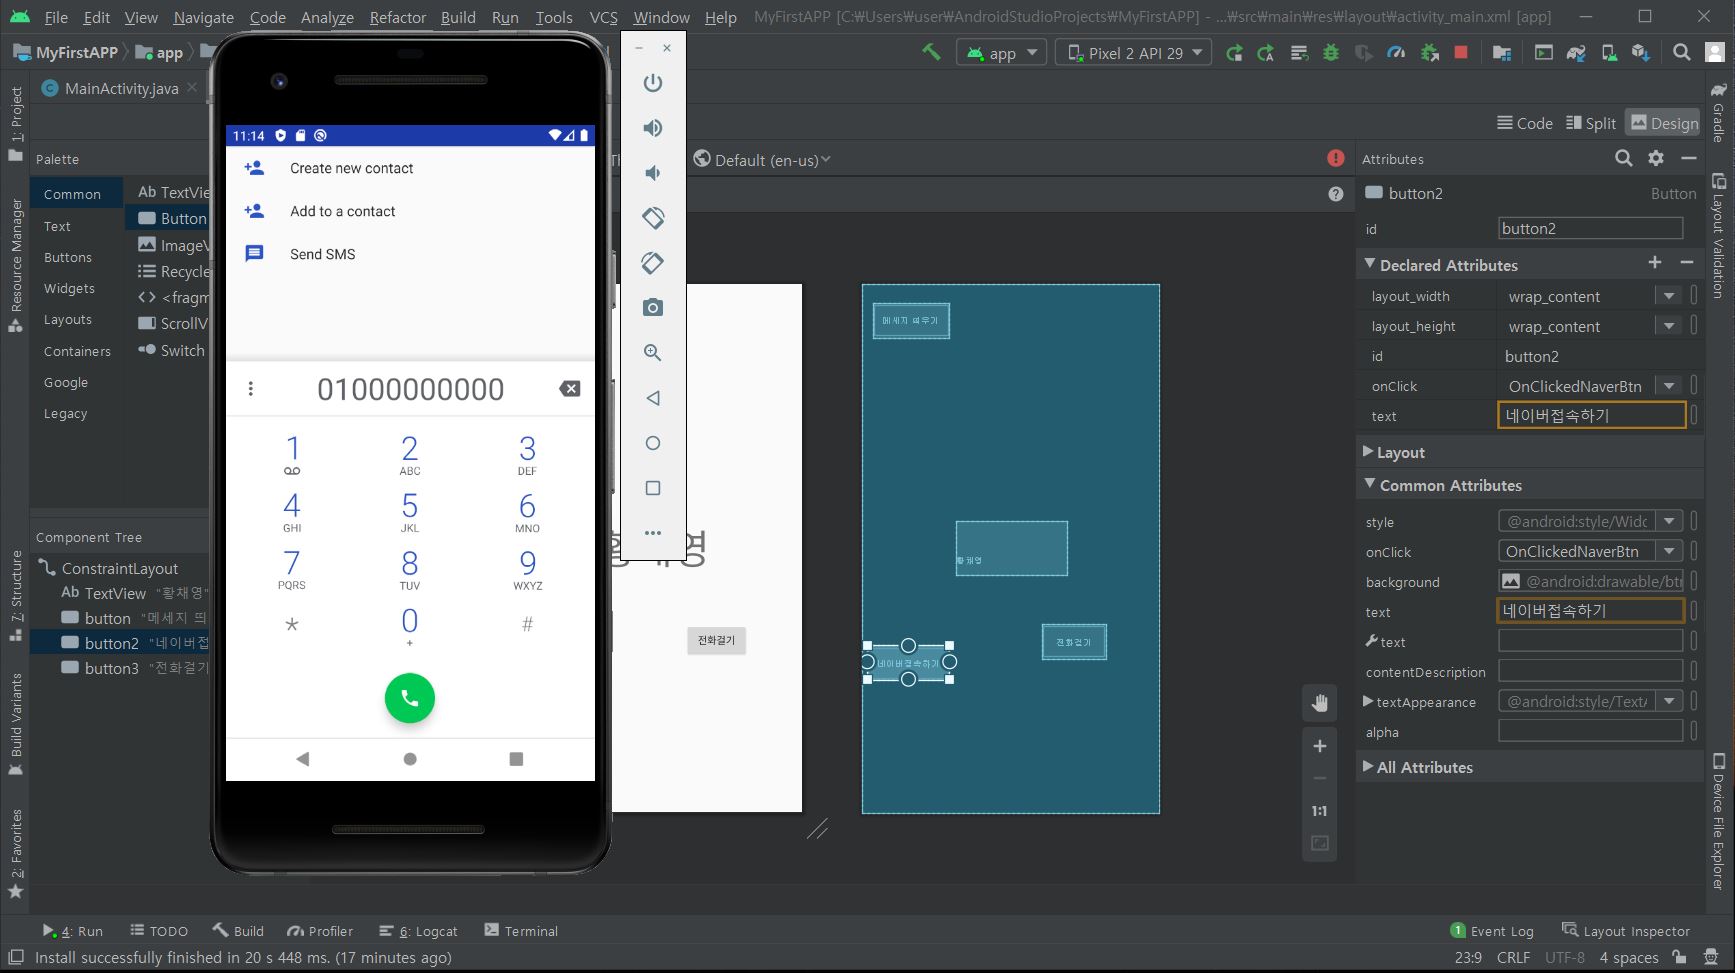 File Edit View Navigate Code Analyze Refactor Build Run Tools VCS Window Help MyFirstAPP [C:₩Users₩user₩AndroidStudioProjects₩MyFirstAPP] - ...₩src₩main₩res₩layout₩activity_main.xml [app]
MyFirstAPP app
app
Pixel 2 API 29
MainActivity.java
Code Split Design
Palette
Common
Text
Buttons
Widgets
Layouts
Containers
Google
Legacy
Ab TextVie
Button
ImageV
Recycle
<> <fragm
ScrollV
Switch
Component Tree
ConstraintLayout
Ab TextView "황채영"
button "메세지 띄
button2 "네이버접
button3 "전화걸기
1: Project
Resource Manager
7: Structure
Build Variants
2: Favorites
11:14
Create new contact
Add to a contact
Send SMS
01000000000
1
2 ABC
3 DEF
4 GHI
5 JKL
6 MNO
7 PQRS
8 TUV
9 WXYZ
*
0 +
#
Default (en-us)
영
전화걸기
메세지 띄우기
황채영
전화걸기
네이버접속하기
1:1
Attributes
button2 Button
id button2
Declared Attributes
layout_width wrap_content
layout_height wrap_content
id button2
onClick OnClickedNaverBtn
text 네이버접속하기
Layout
Common Attributes
style @android:style/Widc
onClick OnClickedNaverBtn
background @android:drawable/btr
text 네이버접속하기
text
contentDescription
textAppearance @android:style/TextA
alpha
All Attributes
Gradle
Layout Validation
Device File Explorer
4: Run TODO Build Profiler 6: Logcat Terminal
1 Event Log Layout Inspector
Install successfully finished in 20 s 448 ms. (17 minutes ago)
23:9 CRLF UTF-8 4 spaces